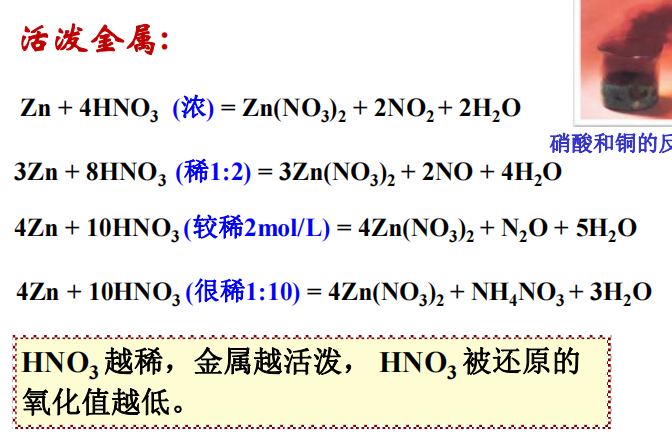 活泼金属:
Zn + 4HNO₃ (浓) = Zn(NO₃)₂ + 2NO₂ + 2H₂O
硝酸和铜的反
3Zn + 8HNO₃ (稀1:2) = 3Zn(NO₃)₂ + 2NO + 4H₂O
4Zn + 10HNO₃ (较稀2mol/L) = 4Zn(NO₃)₂ + N₂O + 5H₂O
4Zn + 10HNO₃ (很稀1:10) = 4Zn(NO₃)₂ + NH₄NO₃ + 3H₂O
HNO₃ 越稀，金属越活泼， HNO₃ 被还原的
氧化值越低。